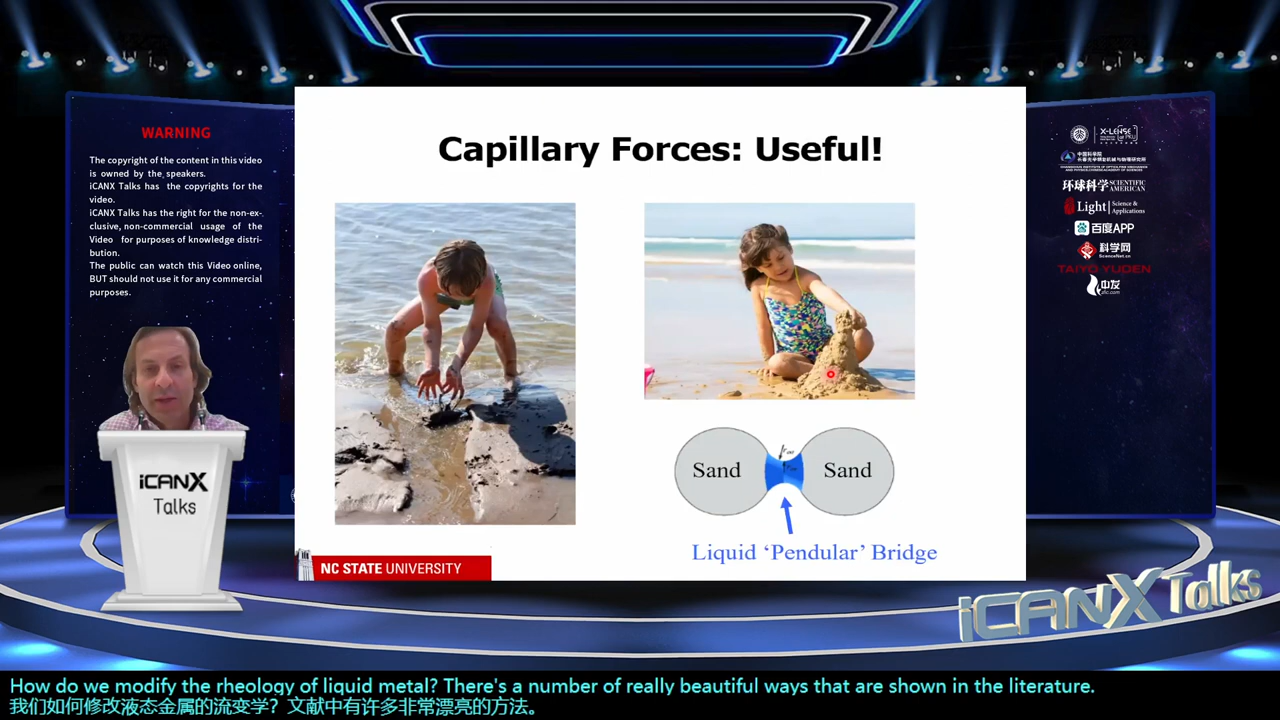 WARNING
The copyright of the content in this video
is owned by the speakers.
iCANX Talks has the copyrights for the
video.
iCANX Talks has the right for the non-ex-
clusive, non-commercial usage of the
Video for purposes of knowledge distri-
bution.
The public can watch this Video online,
BUT should not use it for any commercial
purposes.
iCANX
Talks
Capillary Forces: Useful!
Sand
Sand
Liquid ‘Pendular’ Bridge
NC STATE UNIVERSITY
X-LENSE
环球科学 SCIENTIFIC AMERICAN
Light Science & Applications
百度APP
科学网
ScienceNet.cn
TAIYO YUDEN
中友
iCANX Talks
How do we modify the rheology of liquid metal? There's a number of really beautiful ways that are shown in the literature.
我们如何修改液态金属的流变学？文献中有许多非常漂亮的方法。